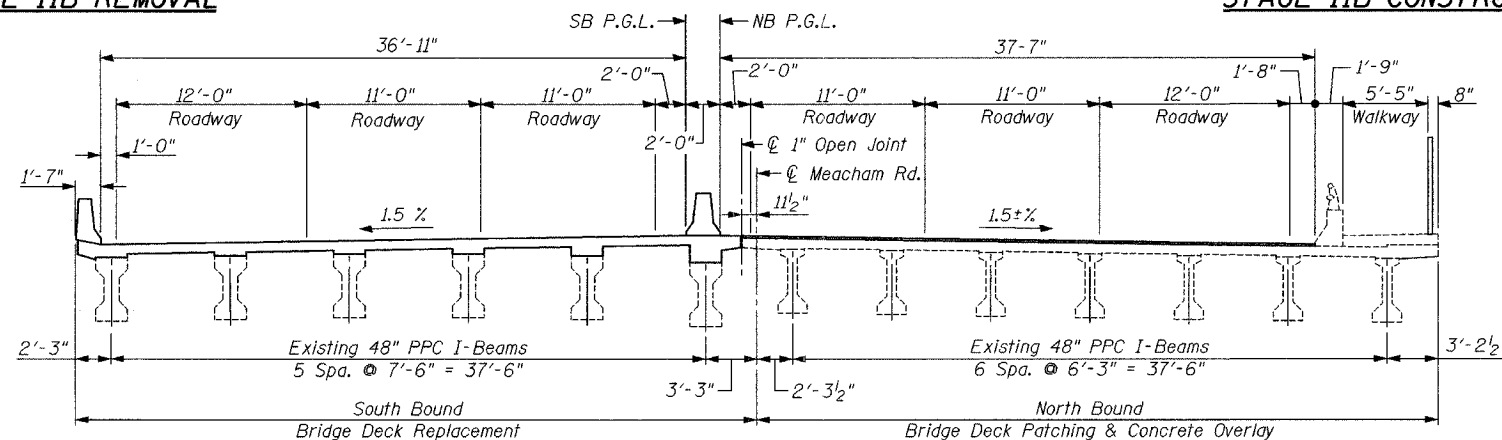 E IIB REMOVAL
STAGE IIB CONSTRU
SB P.G.L.
NB P.G.L.
36'-11"
37-7"
2'-0"
2'-0"
1'-8"
1'-9"
12'-0"
Roadway
11'-0"
Roadway
11'-0"
Roadway
2'-0"
11'-0"
Roadway
11'-0"
Roadway
12'-0"
Roadway
5'-5"
Walkway
8"
1'-0"
℄ 1" Open Joint
℄ Meacham Rd.
1'-7"
11½"
1.5 %
1.5±%
2'-3"
Existing 48" PPC I-Beams
5 Spa. @ 7'-6" = 37'-6"
3'-3"
2'-3½"
Existing 48" PPC I-Beams
6 Spa. @ 6'-3" = 37'-6"
3'-2½
South Bound
Bridge Deck Replacement
North Bound
Bridge Deck Patching & Concrete Overlay